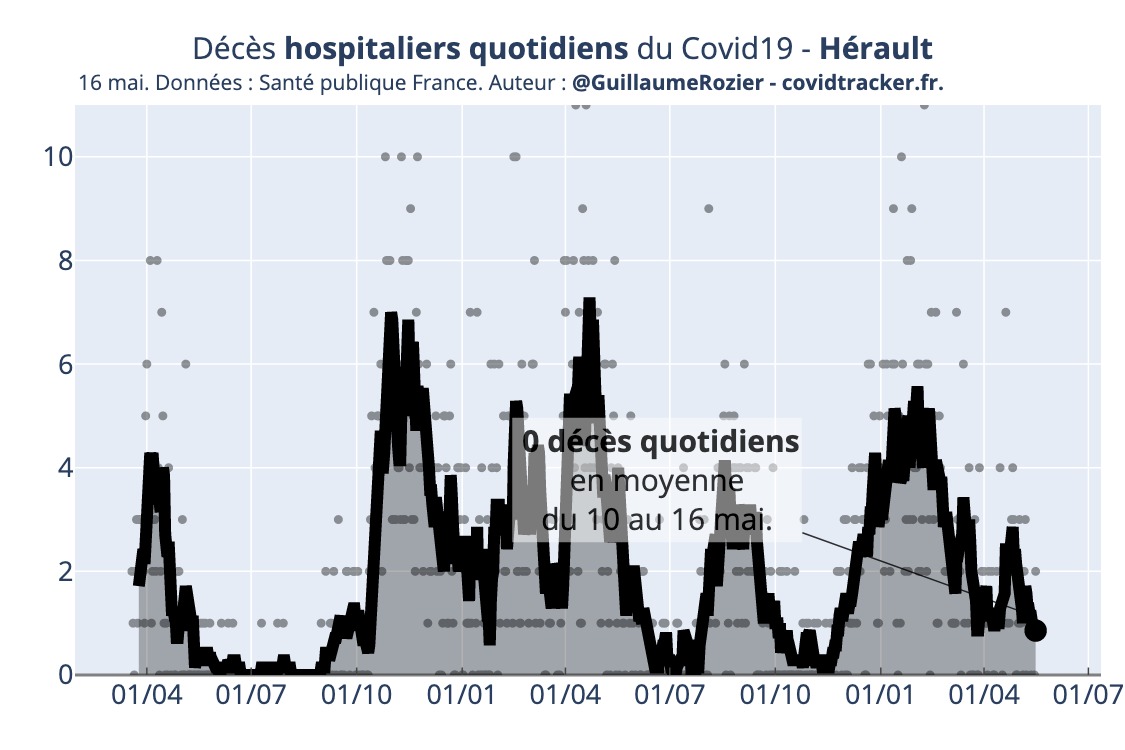 Décès hospitaliers quotidiens du Covid19 - Hérault
16 mai. Données : Santé publique France. Auteur : @GuillaumeRozier - covidtracker.fr.
10
8
6
4
2
0
0 décès quotidiens
en moyenne
du 10 au 16 mai.
01/04 01/07 01/10 01/01 01/04 01/07 01/10 01/01 01/04 01/07